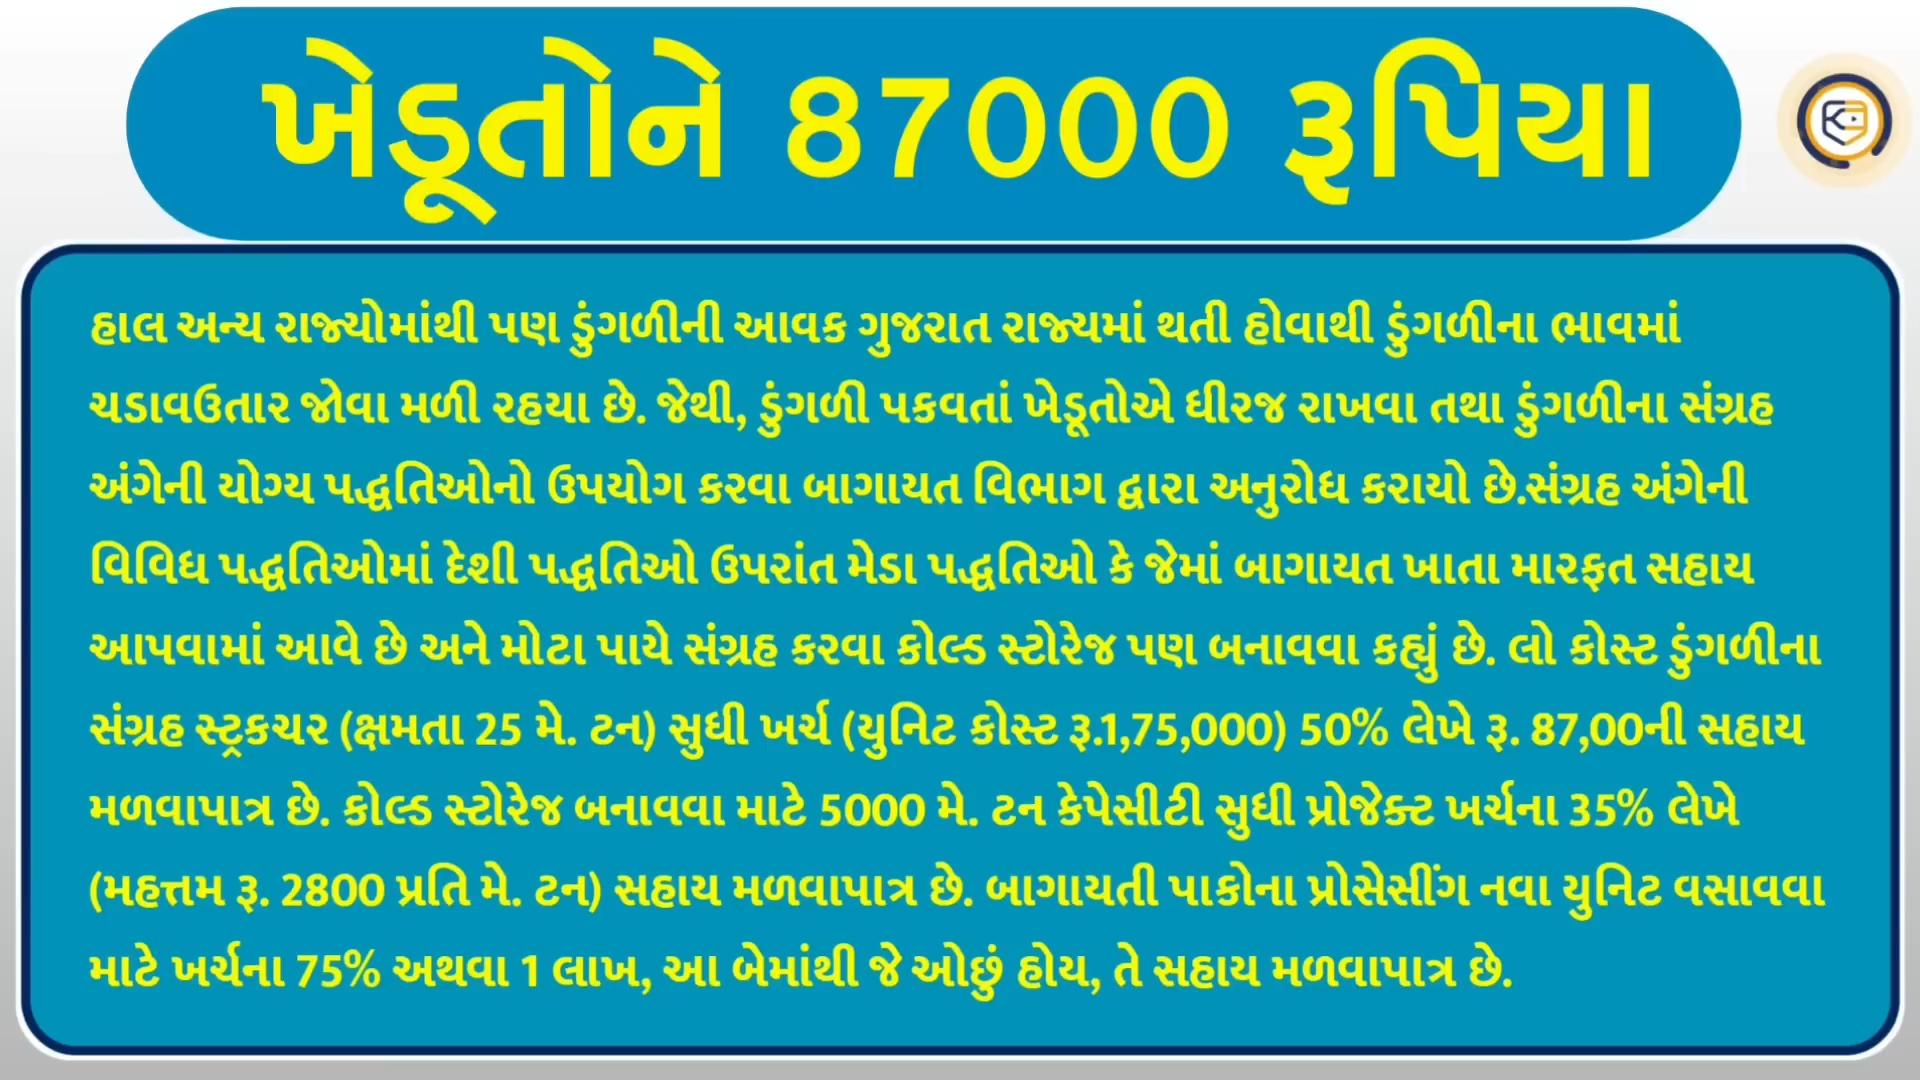 ખેડૂતોને 87000 રૂપિયા
હાલ અન્ય રાજ્યોમાંથી પણ ડુંગળીની આવક ગુજરાત રાજ્યમાં થતી હોવાથી ડુંગળીના ભાવમાં
ચડાવઉતાર જોવા મળી રહયા છે. જેથી, ડુંગળી પકવતાં ખેડૂતોએ ધીરજ રાખવા તથા ડુંગળીના સંગ્રહ
અંગેની યોગ્ય પદ્ધતિઓનો ઉપયોગ કરવા બાગાયત વિભાગ દ્વારા અનુરોધ કરાયો છે.સંગ્રહ અંગેની
વિવિધ પદ્ધતિઓમાં દેશી પદ્ધતિઓ ઉપરાંત મેડા પદ્ધતિઓ કે જેમાં બાગાયત ખાતા મારફત સહાય
આપવામાં આવે છે અને મોટા પાયે સંગ્રહ કરવા કોલ્ડ સ્ટોરેજ પણ બનાવવા કહ્યું છે. લો કોસ્ટ ડુંગળીના
સંગ્રહ સ્ટ્રકચર (ક્ષમતા 25 મે. ટન) સુધી ખર્ચ (યુનિટ કોસ્ટ રૂ.1,75,000) 50% લેખે રૂ. 87,00ની સહાય
મળવાપાત્ર છે. કોલ્ડ સ્ટોરેજ બનાવવા માટે 5000 મે. ટન કેપેસીટી સુધી પ્રોજેક્ટ ખર્ચના 35% લેખે
(મહત્તમ રૂ. 2800 પ્રતિ મે. ટન) સહાય મળવાપાત્ર છે. બાગાયતી પાકોના પ્રોસેસીંગ નવા યુનિટ વસાવવા
માટે ખર્ચના 75% અથવા 1 લાખ, આ બેમાંથી જે ઓછું હોય, તે સહાય મળવાપાત્ર છે.